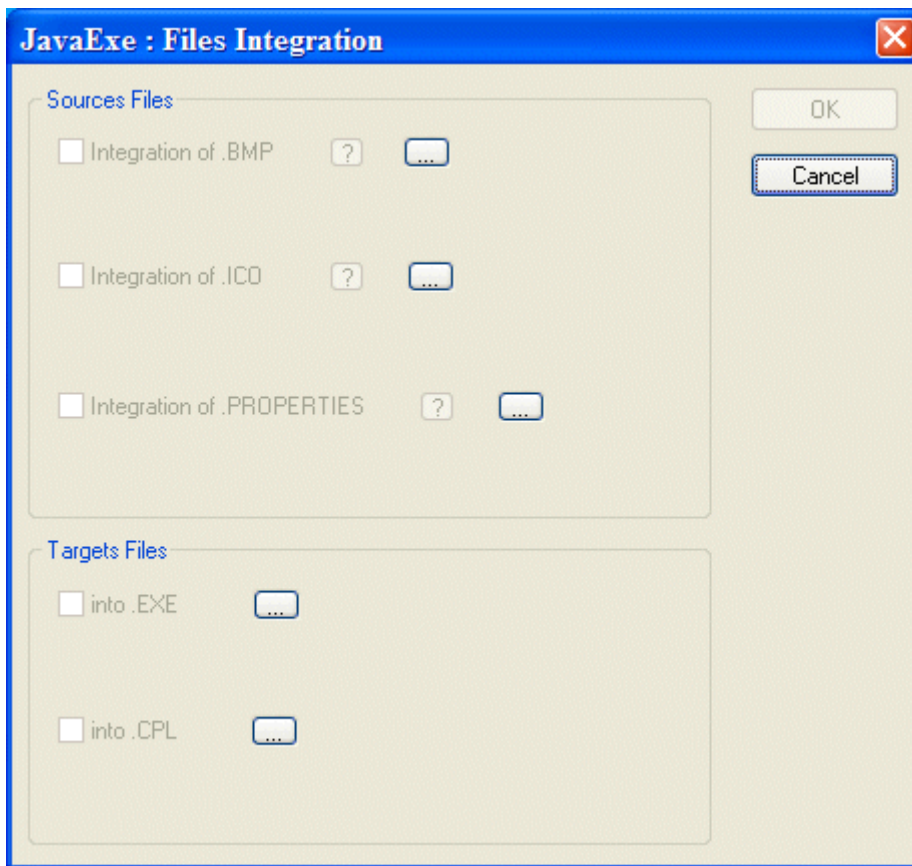 JavaExe : Files Integration
Sources Files
OK
Integration of .BMP ? ...
Cancel
Integration of .ICO ? ...
Integration of .PROPERTIES ? ...
Targets Files
into .EXE ...
into .CPL ...